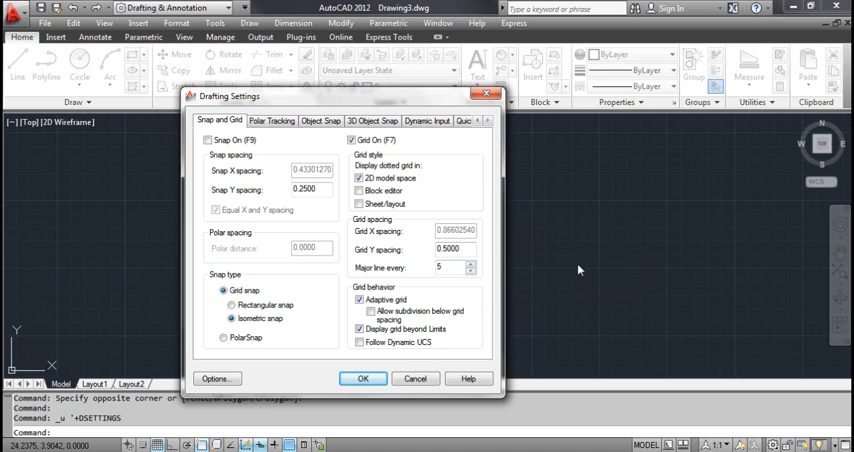 Drafting & Annotation
AutoCAD 2012 Drawing3.dwg
Type a keyword or phrase
Sign In
File Edit View Insert Format Tools Draw Dimension Modify Parametric Window Help Express
Home Insert Annotate Parametric View Manage Output Plug-ins Online Express Tools
Line Polyline Circle Arc
Move Rotate Trim
Copy Mirror Fillet
Unsaved Layer State
Text
Insert
ByLayer
ByLayer
ByLayer
Group
Measure
Paste
Draw
Block Properties Groups Utilities Clipboard
[−] [Top] [2D Wireframe]
N
W TOP E
S
WCS
Drafting Settings
Snap and Grid Polar Tracking Object Snap 3D Object Snap Dynamic Input Quic
Snap On (F9)
Snap spacing
Snap X spacing: 0.43301270
Snap Y spacing: 0.2500
Equal X and Y spacing
Polar spacing
Polar distance: 0.0000
Snap type
Grid snap
Rectangular snap
Isometric snap
PolarSnap
Grid On (F7)
Grid style
Display dotted grid in:
2D model space
Block editor
Sheet/layout
Grid spacing
Grid X spacing: 0.86602540
Grid Y spacing: 0.5000
Major line every: 5
Grid behavior
Adaptive grid
Allow subdivision below grid
spacing
Display grid beyond Limits
Follow Dynamic UCS
Options... OK Cancel Help
Y
X
Model Layout1 Layout2
Command: Specify opposite corner or
Command:
Command: _u '+DSETTINGS
Command:
24.2375, 3.9042, 0.0000
MODEL
1:1